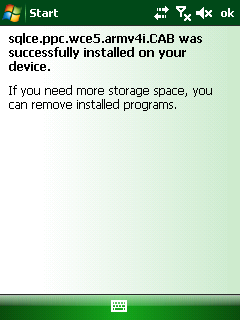 Start
ok
sqlce.ppc.wce5.armv4i.CAB was
successfully installed on your
device.
If you need more storage space, you
can remove installed programs.